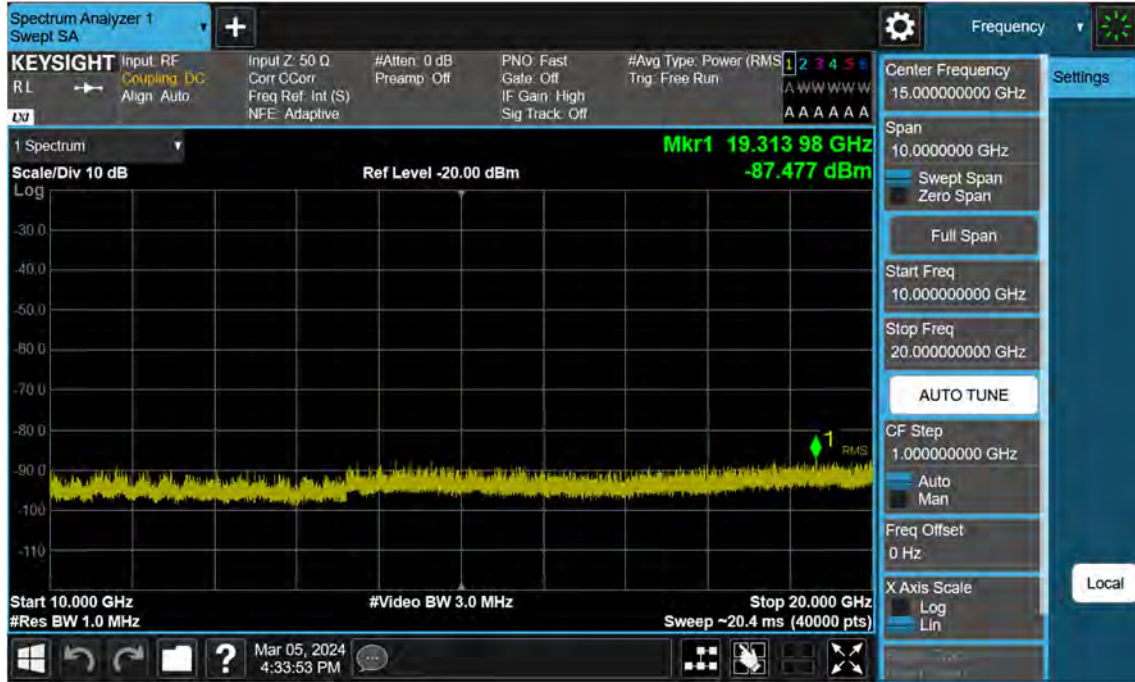 Spectrum Analyzer 1
Swept SA
Frequency
KEYSIGHT
RL
LXI
Input: RF
Coupling: DC
Align: Auto
Input Z: 50 Ω
Corr CCorr
Freq Ref: Int (S)
NFE: Adaptive
#Atten: 0 dB
Preamp: Off
PNO: Fast
Gate: Off
IF Gain: High
Sig Track: Off
#Avg Type: Power (RMS
Trig: Free Run
1 2 3 4 5 6
A W W W W W
A A A A A A
1 Spectrum
Scale/Div 10 dB
Ref Level -20.00 dBm
Mkr1 19.313 98 GHz
-87.477 dBm
Log
-30.0
-40.0
-50.0
-60.0
-70.0
-80.0
-90.0
-100
-110
1
RMS
Start 10.000 GHz
#Video BW 3.0 MHz
Stop 20.000 GHz
#Res BW 1.0 MHz
Sweep ~20.4 ms (40000 pts)
Center Frequency
15.000000000 GHz
Settings
Span
10.0000000 GHz
Swept Span
Zero Span
Full Span
Start Freq
10.000000000 GHz
Stop Freq
20.000000000 GHz
AUTO TUNE
CF Step
1.000000000 GHz
Auto
Man
Freq Offset
0 Hz
X Axis Scale
Log
Lin
Local
?
Mar 05, 2024
4:33:53 PM